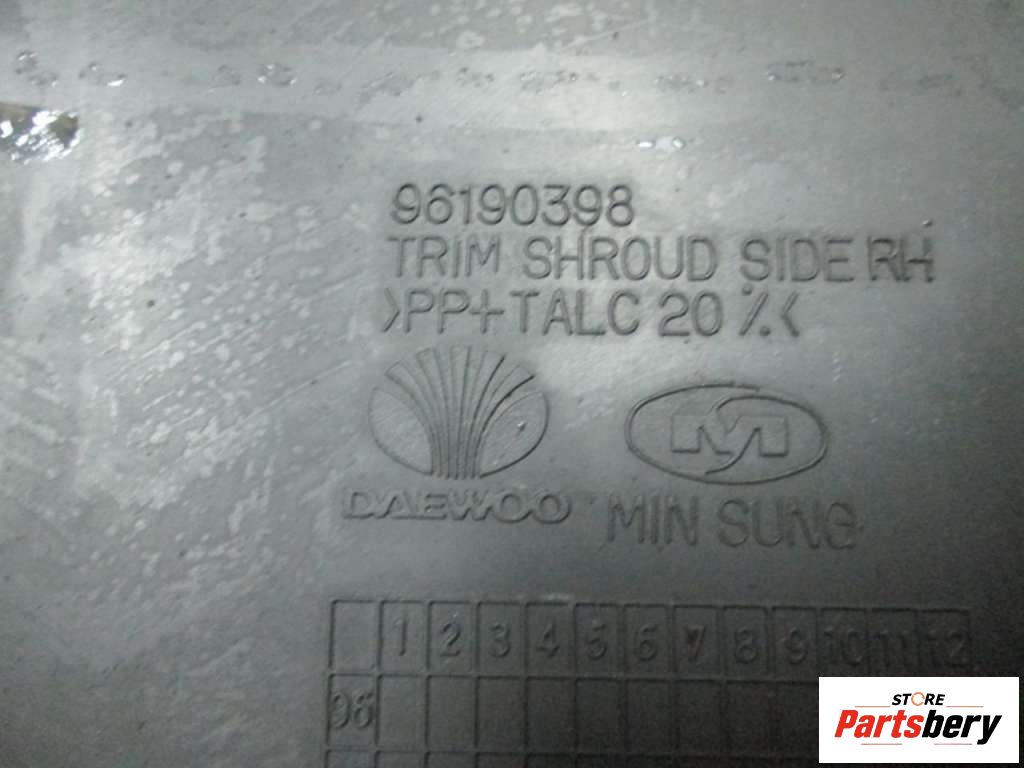 96190398
TRIM SHROUD SIDE RH
>PP+TALC 20 %<
DAEWOO MIN SUNG
1 2 3 4 5 6 7 8 9 10 11 12
96
STORE
Partsbery